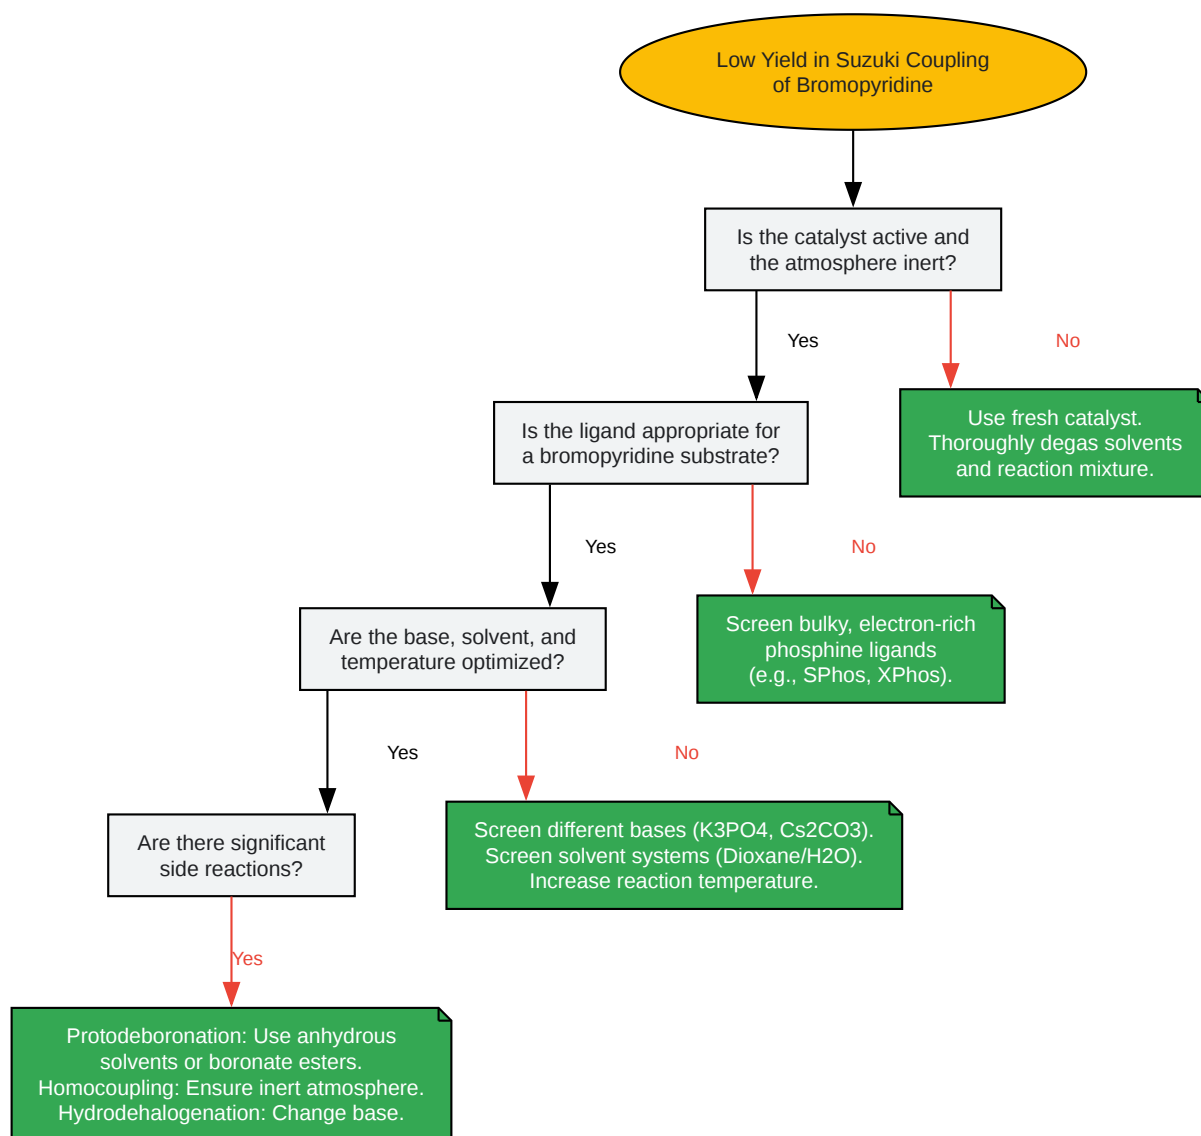 Low Yield in Suzuki Coupling
of Bromopyridine
Is the catalyst active and
the atmosphere inert?
Yes
No
Use fresh catalyst.
Thoroughly degas solvents
and reaction mixture.
Is the ligand appropriate for
a bromopyridine substrate?
Yes
No
Screen bulky, electron-rich
phosphine ligands
(e.g., SPhos, XPhos).
Are the base, solvent, and
temperature optimized?
Yes
No
Screen different bases (K3PO4, Cs2CO3).
Screen solvent systems (Dioxane/H2O).
Increase reaction temperature.
Are there significant
side reactions?
Yes
Protodeboronation: Use anhydrous
solvents or boronate esters.
Homocoupling: Ensure inert atmosphere.
Hydrodehalogenation: Change base.